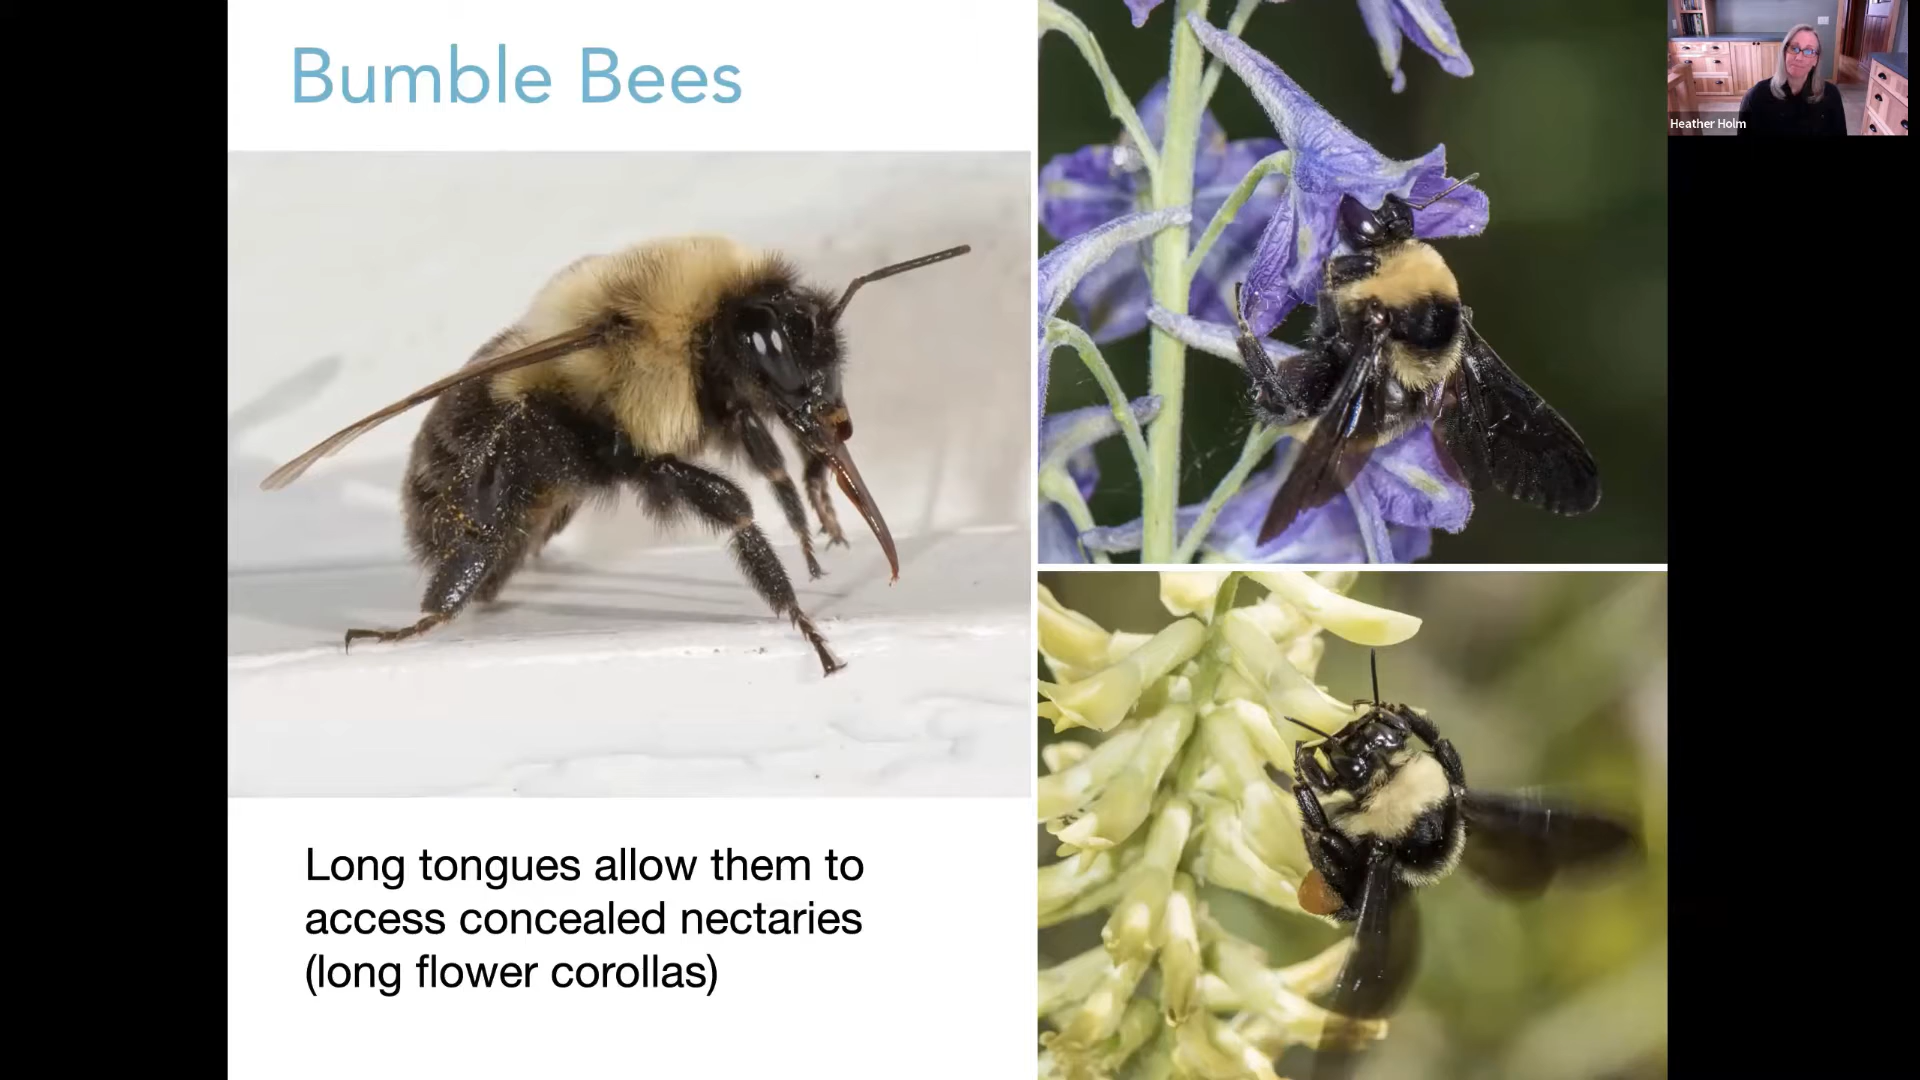 Bumble Bees
Heather Holm
Long tongues allow them to
access concealed nectaries
(long flower corollas)